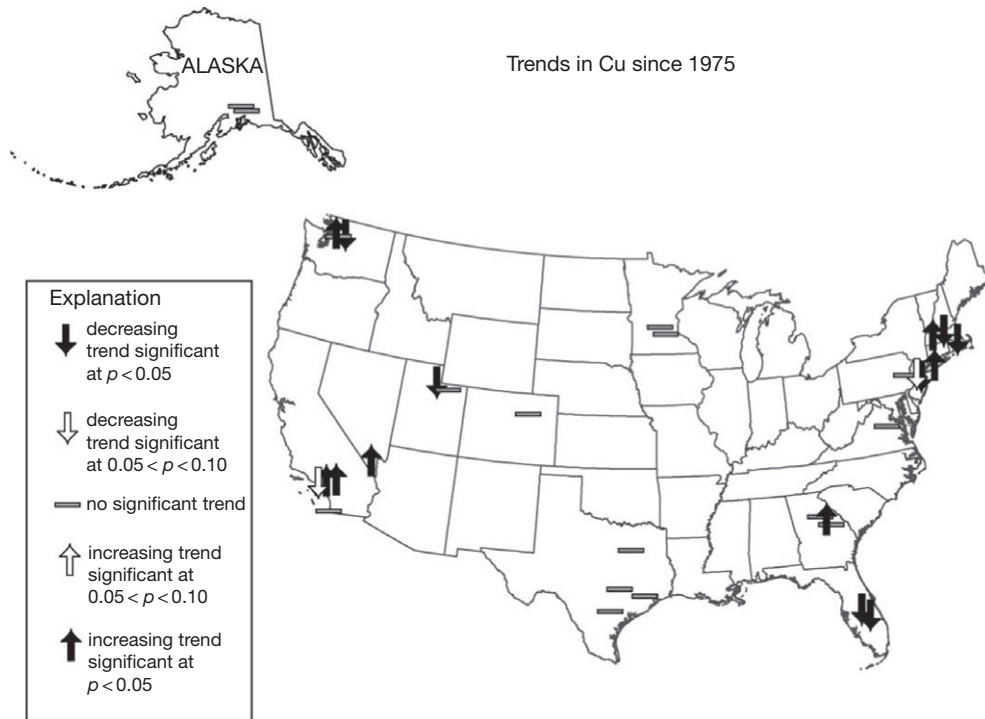 ALASKA
Trends in Cu since 1975
Explanation
decreasing
trend significant
at p<0.05
decreasing
trend significant
at 0.05<p<0.10
no significant trend
increasing trend
significant at
0.05<p<0.10
increasing trend
significant at
p<0.05